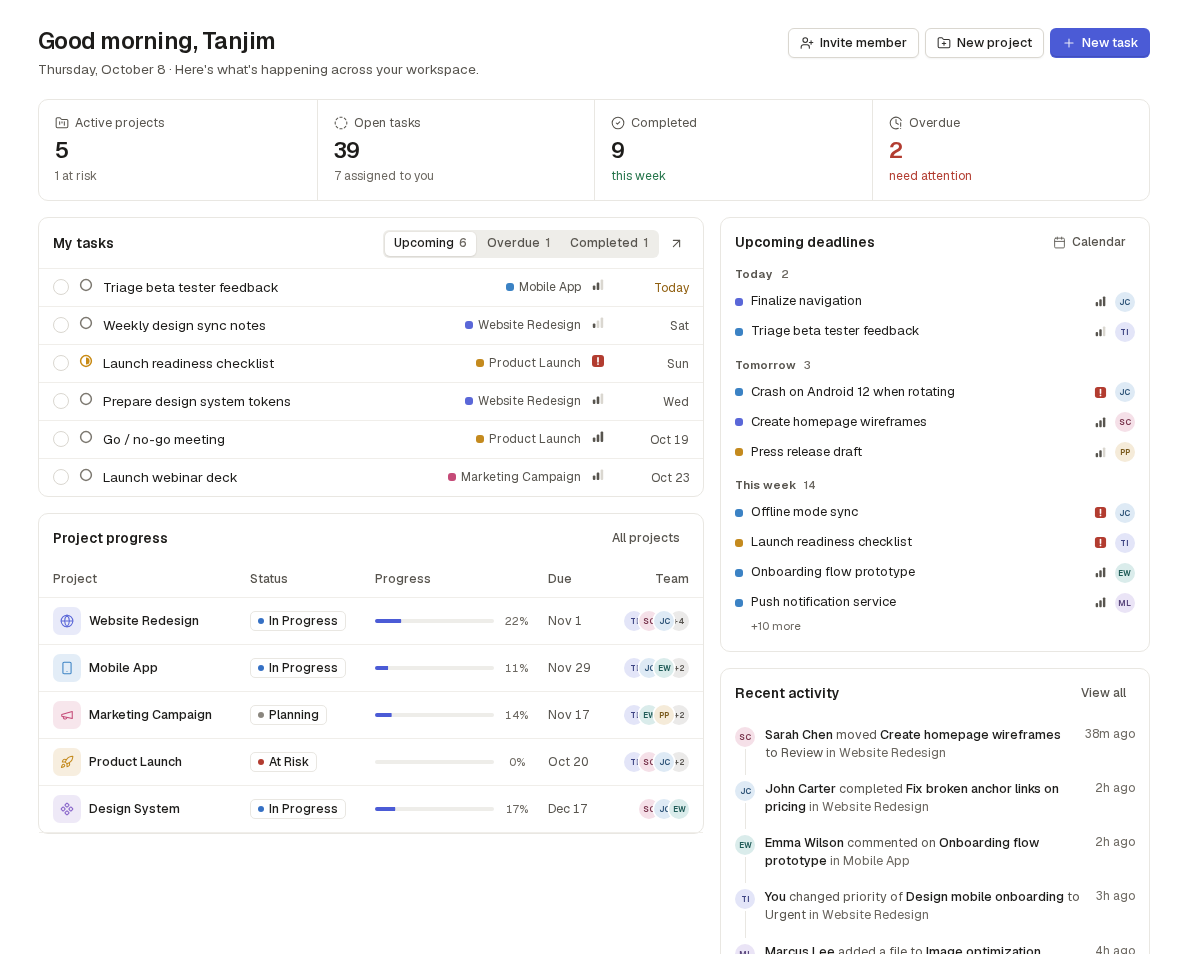 Good morning, Tanjim
Thursday, October 8 · Here's what's happening across your workspace.
Invite member
New project
New task
Active projects
5
1 at risk
Open tasks
39
7 assigned to you
Completed
9
this week
Overdue
2
need attention
My tasks
Upcoming 6
Overdue 1
Completed 1
Triage beta tester feedback Mobile App Today
Weekly design sync notes Website Redesign Sat
Launch readiness checklist Product Launch Sun
Prepare design system tokens Website Redesign Wed
Go / no-go meeting Product Launch Oct 19
Launch webinar deck Marketing Campaign Oct 23
Project progress
All projects
Project Status Progress Due Team
Website Redesign In Progress 22% Nov 1 JC +4
Mobile App In Progress 11% Nov 29 EW +2
Marketing Campaign Planning 14% Nov 17 PP +2
Product Launch At Risk 0% Oct 20 JC +2
Design System In Progress 17% Dec 17 EW
Upcoming deadlines
Calendar
Today 2
Finalize navigation JC
Triage beta tester feedback TI
Tomorrow 3
Crash on Android 12 when rotating ! JC
Create homepage wireframes SC
Press release draft PP
This week 14
Offline mode sync ! JC
Launch readiness checklist ! TI
Onboarding flow prototype EW
Push notification service ML
+10 more
Recent activity
View all
SC Sarah Chen moved Create homepage wireframes 38m ago
to Review in Website Redesign
JC John Carter completed Fix broken anchor links on 2h ago
pricing in Website Redesign
EW Emma Wilson commented on Onboarding flow 2h ago
prototype in Mobile App
TI You changed priority of Design mobile onboarding to 3h ago
Urgent in Website Redesign
ML Marcus Lee added a file to Image optimization 4h ago